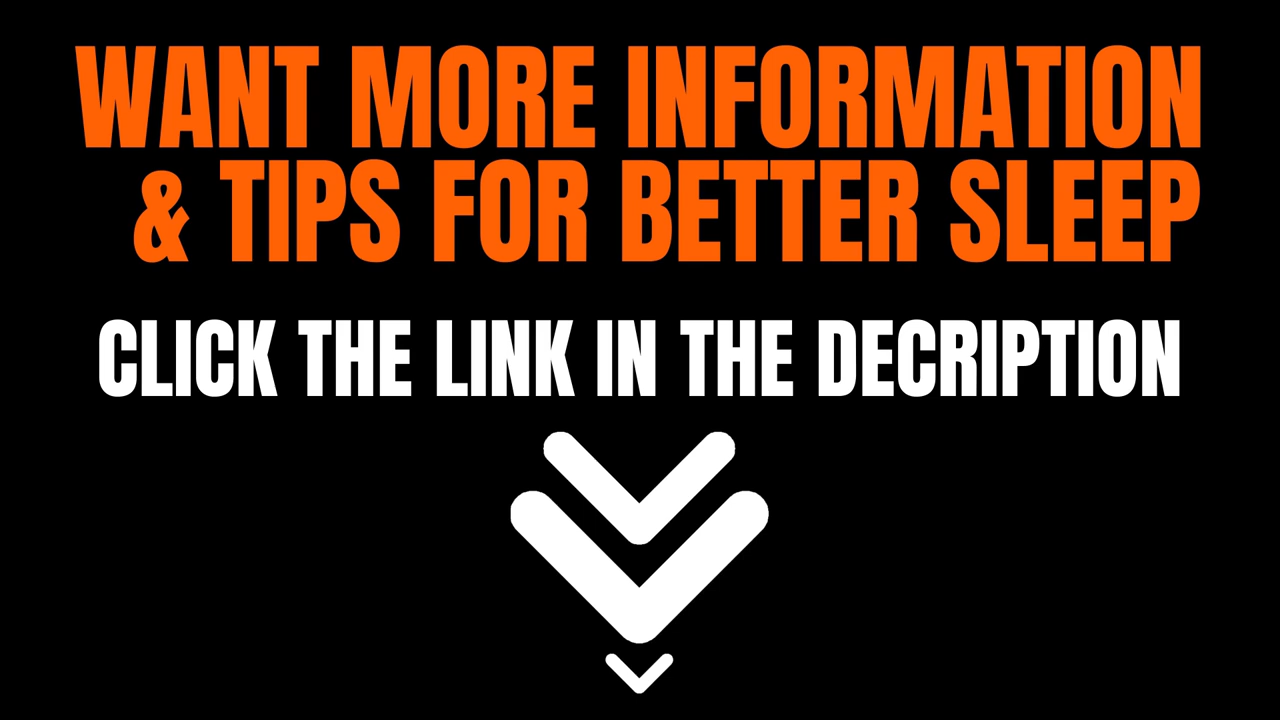 WANT MORE INFORMATION
& TIPS FOR BETTER SLEEP
CLICK THE LINK IN THE DECRIPTION